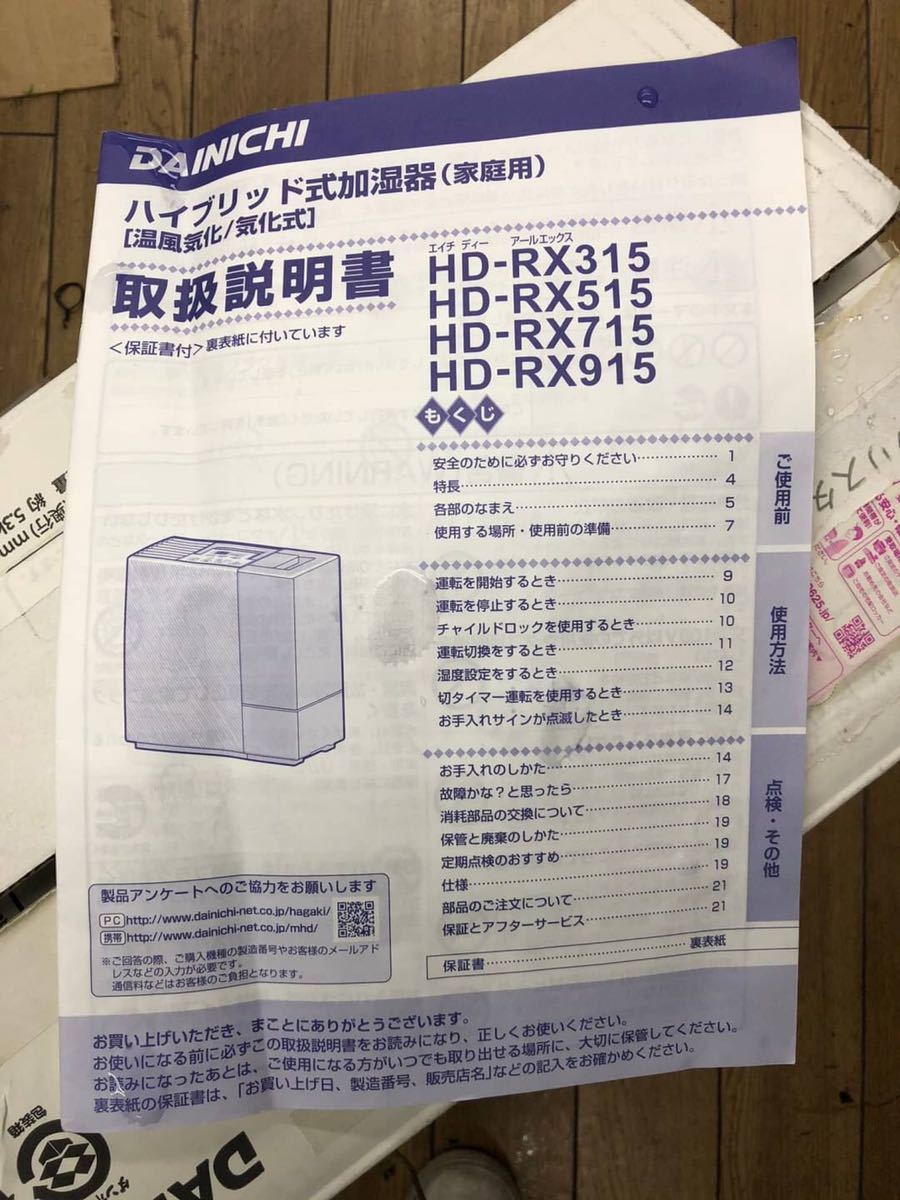 DAINICHI
ハイブリッド式加湿器(家庭用)
[温風気化/気化式]
取扱説明書
<保証書付>裏表紙に付いています
エイチ ディー アールエックス
HD-RX315
HD-RX515
HD-RX715
HD-RX915
もくじ
ご使用前
安全のために必ずお守りください………………1
特長………………4
各部のなまえ………………5
使用する場所・使用前の準備………………7
使用方法
運転を開始するとき………………9
運転を停止するとき………………10
チャイルドロックを使用するとき………………10
運転切換をするとき………………11
湿度設定をするとき………………12
切タイマー運転を使用するとき………………13
お手入れサインが点滅したとき………………14
点検・その他
お手入れのしかた………………14
故障かな?と思ったら………………17
消耗部品の交換について………………18
保管と廃棄のしかた………………19
定期点検のおすすめ………………19
仕様………………19
部品のご注文について………………21
保証とアフターサービス………………21
保証書………………裏表紙
製品アンケートへのご協力をお願いします
PC http://www.dainichi-net.co.jp/hagaki/
携帯 http://www.dainichi-net.co.jp/mhd/
※ご回答の際、ご購入機種の製造番号やお客様のメールアド
レスなどの入力が必要です。
通信料などはお客様のご負担となります。
お買い上げいただき、まことにありがとうございます。
お使いになる前に必ずこの取扱説明書をお読みになり、正しくお使いください。
お読みになったあとは、ご使用になる方がいつでも取り出せる場所に、大切に保管してください。
裏表紙の保証書は、「お買い上げ日、製造番号、販売店名」などの記入をお確かめください。
奥行)mm
量 約5.3k
包装箱
DA